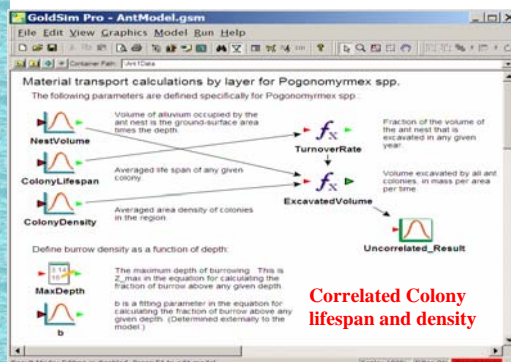 GoldSim Pro - AntModel.gsm
File Edit View Graphics Model Run Help
Container Path: \Ant1Data
Material transport calculations by layer for Pogonomyrmex spp.
The following parameters are defined specifically for Pogonomyrmex spp.:
Volume of alluvium occupied by the
ant nest is the ground-surface area
times the depth.
NestVolume
Fraction of the volume of
the ant nest that is
excavated in any given
year.
TurnoverRate
Averaged life span of any given
colony
ColonyLifespan
Volume excavated by all ant
colonies, in mass per area
per time.
ExcavatedVolume
Averaged area density of colonies
in the region.
ColonyDensity
Uncorrelated_Result
Define burrow density as a function of depth:
3.14
The maximum depth of burrowing. This is
Z_max in the equation for calculating the
fraction of burrow above any given depth.
MaxDepth
b is a fitting parameter in the equation for
calculating the fraction of burrow above any
given depth. (Determined externally to the
model.)
b
Correlated Colony
lifespan and density